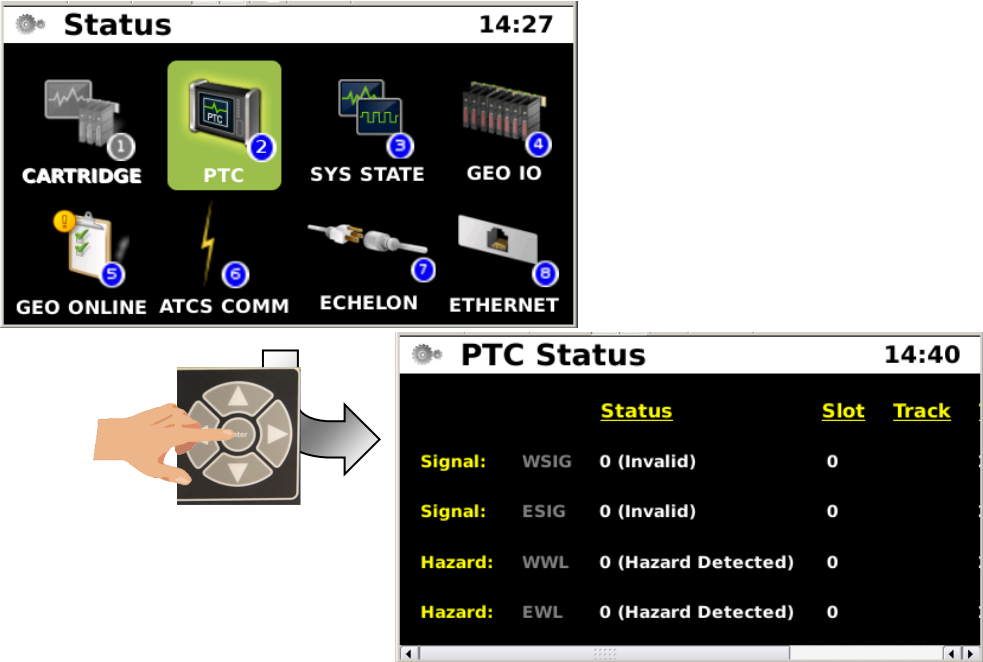 Status 14:27
PTC
1 2 3 4
CARTRIDGE PTC SYS STATE GEO IO
5 6 7 8
GEO ONLINE ATCS COMM ECHELON ETHERNET
PTC Status 14:40
Status Slot Track
Signal: WSIG 0 (Invalid) 0
Signal: ESIG 0 (Invalid) 0
Hazard: WWL 0 (Hazard Detected) 0
Hazard: EWL 0 (Hazard Detected) 0